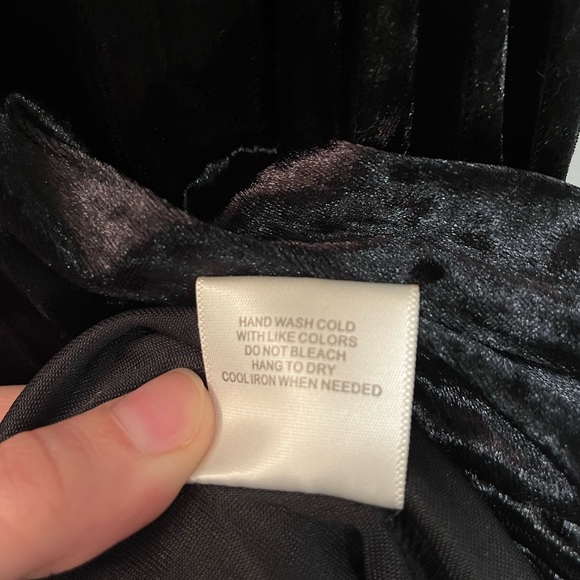 HAND WASH COLD
WITH LIKE COLORS
DO NOT BLEACH
HANG TO DRY
COOL IRON WHEN NEEDED